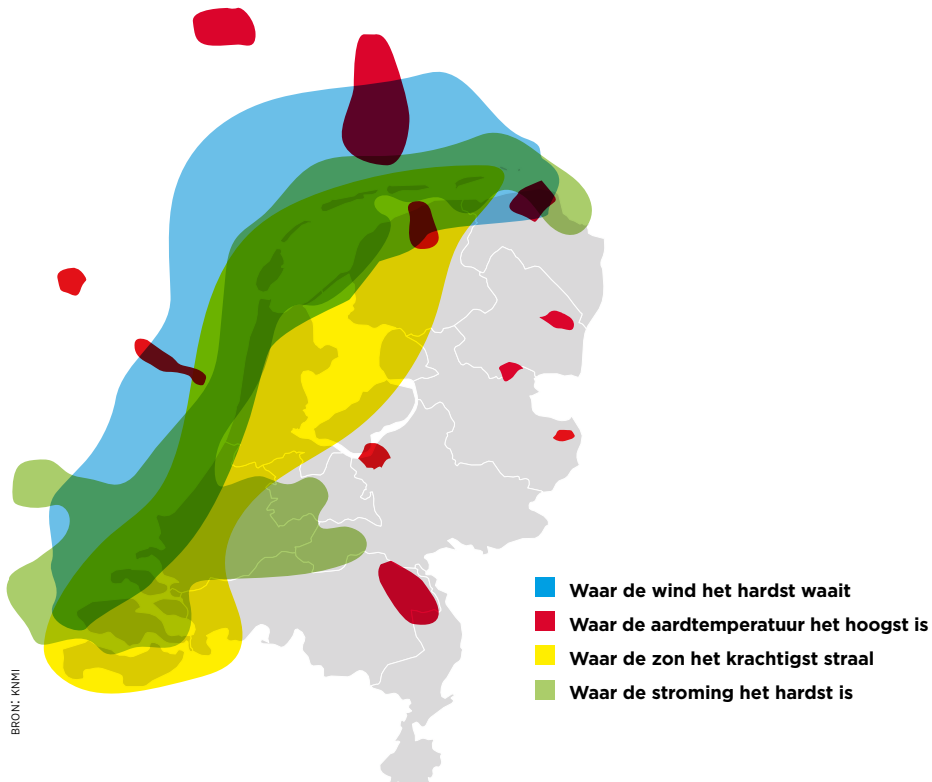 Waar de wind het hardst waait
Waar de aardtemperatuur het hoogst is
Waar de zon het krachtigst straal
Waar de stroming het hardst is
BRON: KNMI